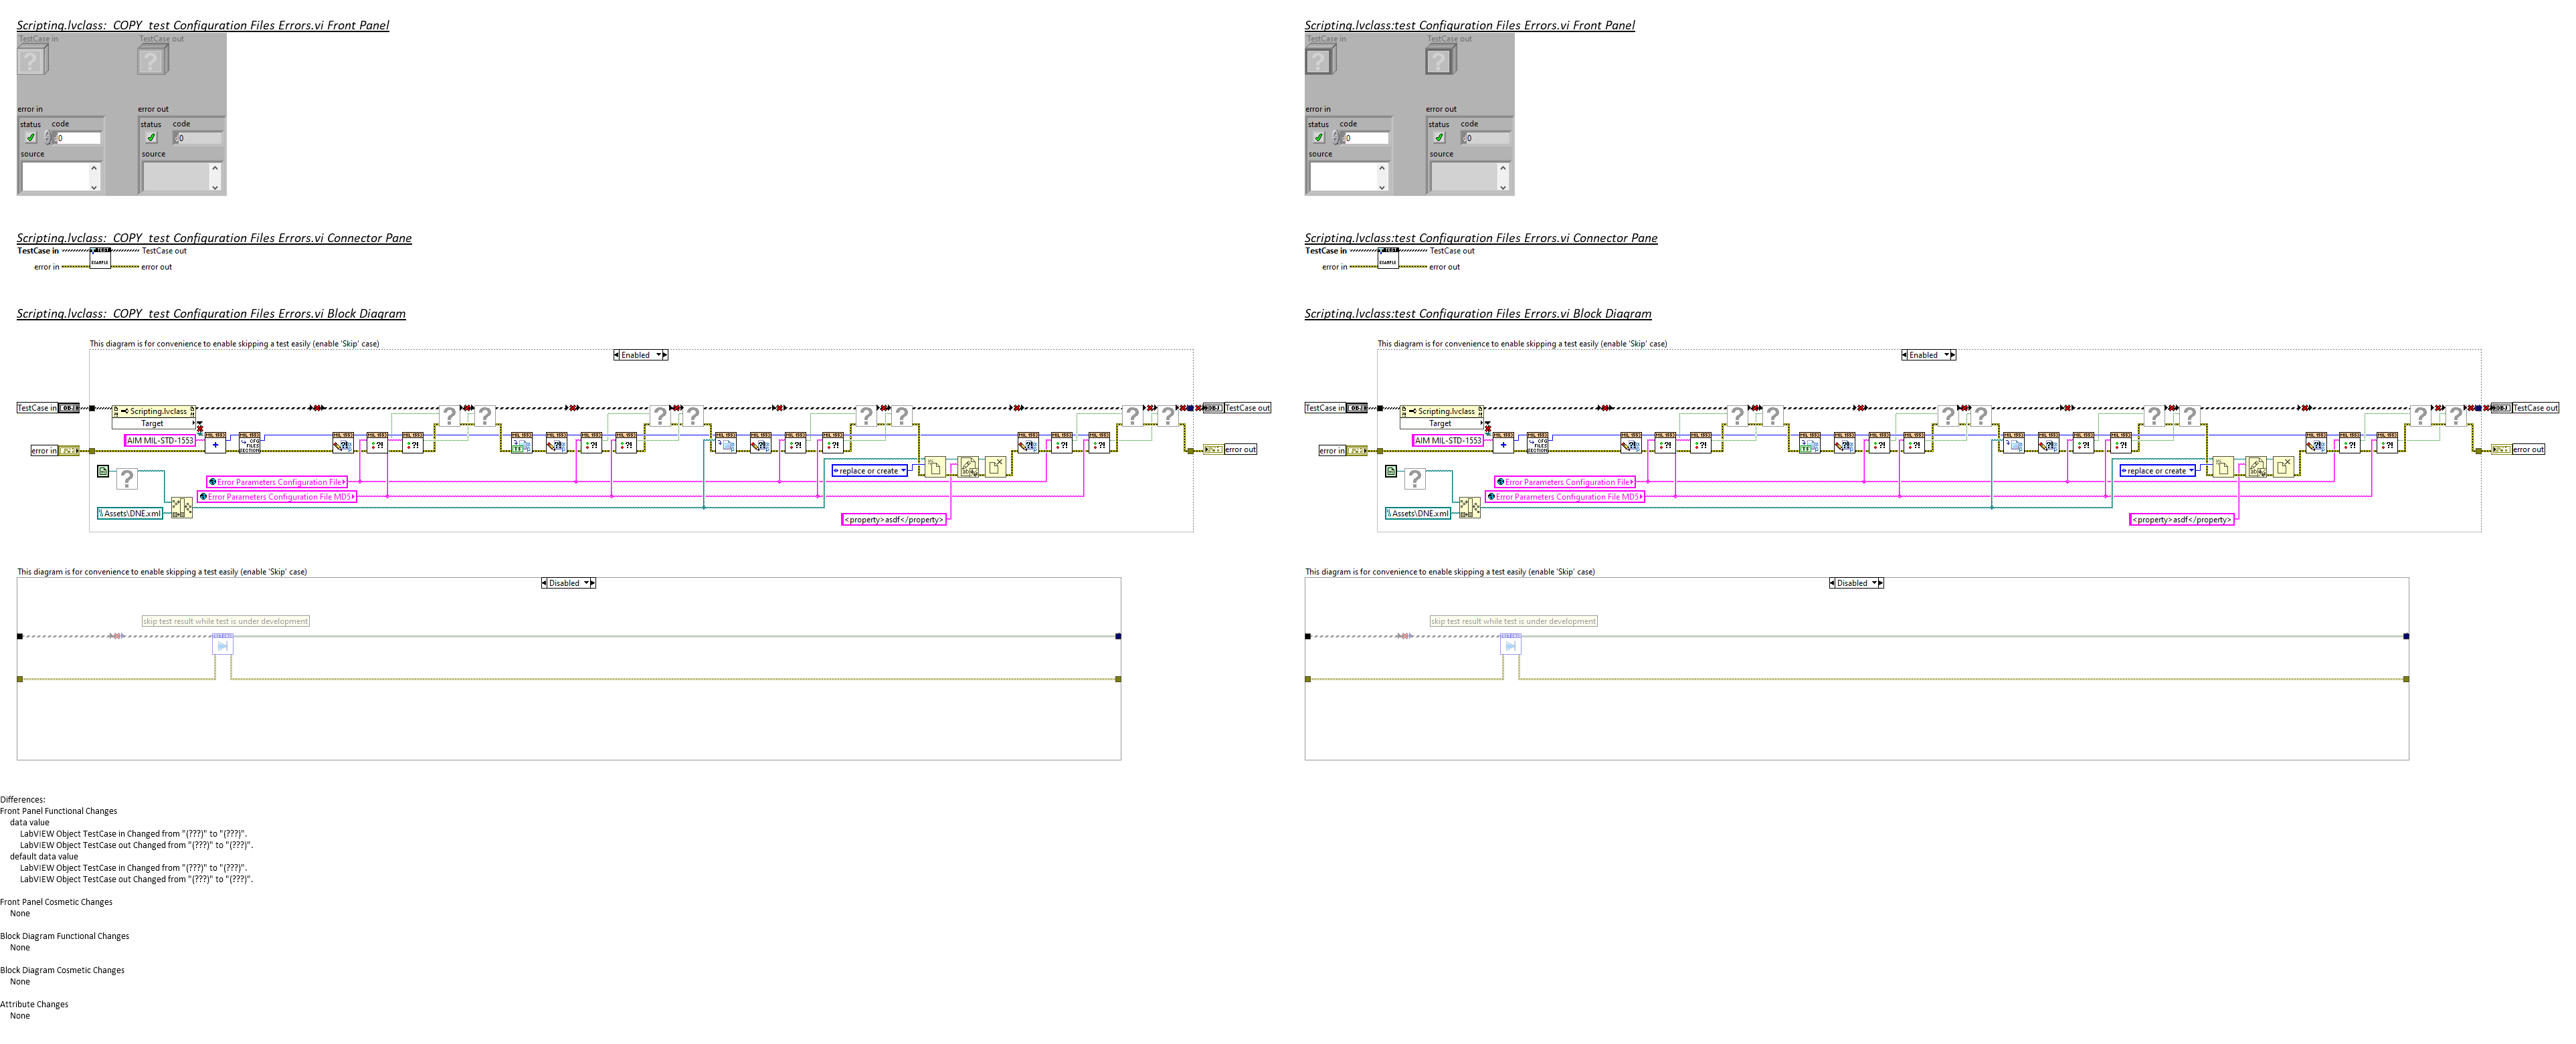 Scripting.lvclass:_COPY_test Configuration Files Errors.vi Front Panel
TestCase in
TestCase out
?
?
error in
error out
status
code
status
code
0
0
source
source
Scripting.lvclass:_COPY_test Configuration Files Errors.vi Connector Pane
TestCase in
TestCase out
TEST
EXAMPLE
error in
error out
Scripting.lvclass:_COPY_test Configuration Files Errors.vi Block Diagram
This diagram is for convenience to enable skipping a test easily (enable 'Skip' case)
Enabled
TestCase in
OBJ
Scripting.lvclass
Target
AIM MIL-STD-1553
OBJ
TestCase out
error in
error out
CFG
FILES
SECTION
replace or create
Error Parameters Configuration File
Error Parameters Configuration File MD5
Assets\DNE.xml
<property>asdf</property>
This diagram is for convenience to enable skipping a test easily (enable 'Skip' case)
Disabled
skip test result while test is under development
Scripting.lvclass:test Configuration Files Errors.vi Front Panel
TestCase in
TestCase out
?
?
error in
error out
status
code
status
code
0
0
source
source
Scripting.lvclass:test Configuration Files Errors.vi Connector Pane
TestCase in
TestCase out
TEST
EXAMPLE
error in
error out
Scripting.lvclass:test Configuration Files Errors.vi Block Diagram
This diagram is for convenience to enable skipping a test easily (enable 'Skip' case)
Enabled
TestCase in
OBJ
Scripting.lvclass
Target
AIM MIL-STD-1553
OBJ
TestCase out
error in
error out
CFG
FILES
SECTION
replace or create
Error Parameters Configuration File
Error Parameters Configuration File MD5
Assets\DNE.xml
<property>asdf</property>
This diagram is for convenience to enable skipping a test easily (enable 'Skip' case)
Disabled
skip test result while test is under development
Differences:
Front Panel Functional Changes
data value
LabVIEW Object TestCase in Changed from "(???)" to "(???)".
LabVIEW Object TestCase out Changed from "(???)" to "(???)".
default data value
LabVIEW Object TestCase in Changed from "(???)" to "(???)".
LabVIEW Object TestCase out Changed from "(???)" to "(???)".
Front Panel Cosmetic Changes
None
Block Diagram Functional Changes
None
Block Diagram Cosmetic Changes
None
Attribute Changes
None